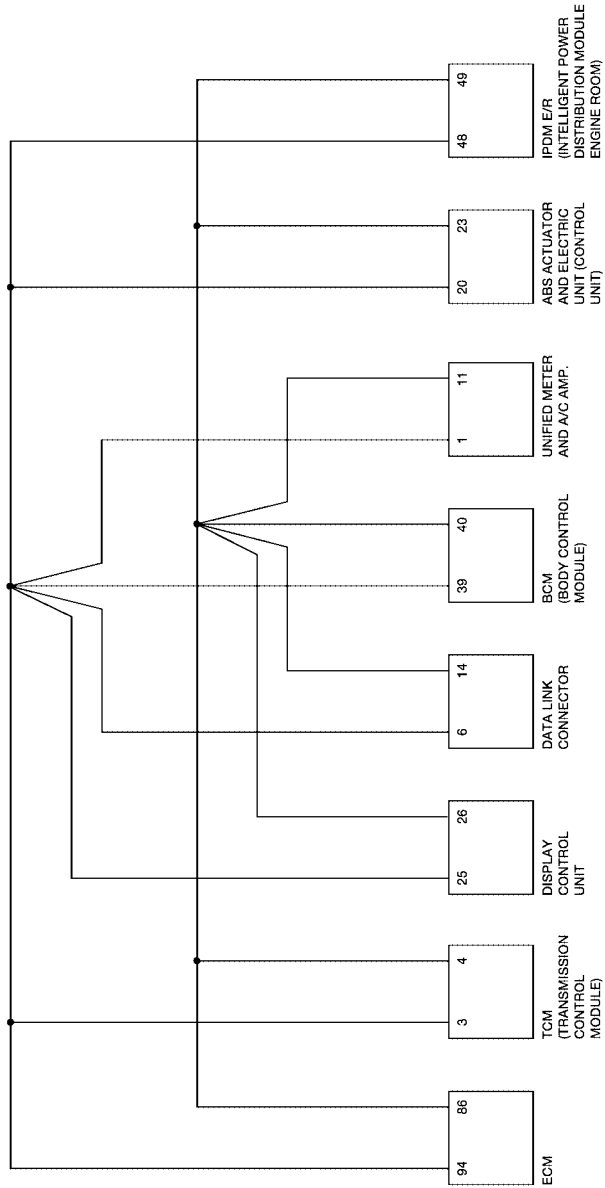 94
86
ECM
3
4
TCM
(TRANSMISSION
CONTROL
MODULE)
25
26
DISPLAY
CONTROL
UNIT
6
14
DATA LINK
CONNECTOR
39
40
BCM
(BODY CONTROL
MODULE)
1
11
UNIFIED METER
AND A/C AMP.
20
23
ABS ACTUATOR
AND ELECTRIC
UNIT (CONTROL
UNIT)
48
49
IPDM E/R
(INTELLIGENT POWER
DISTRIBUTION MODULE
ENGINE ROOM)